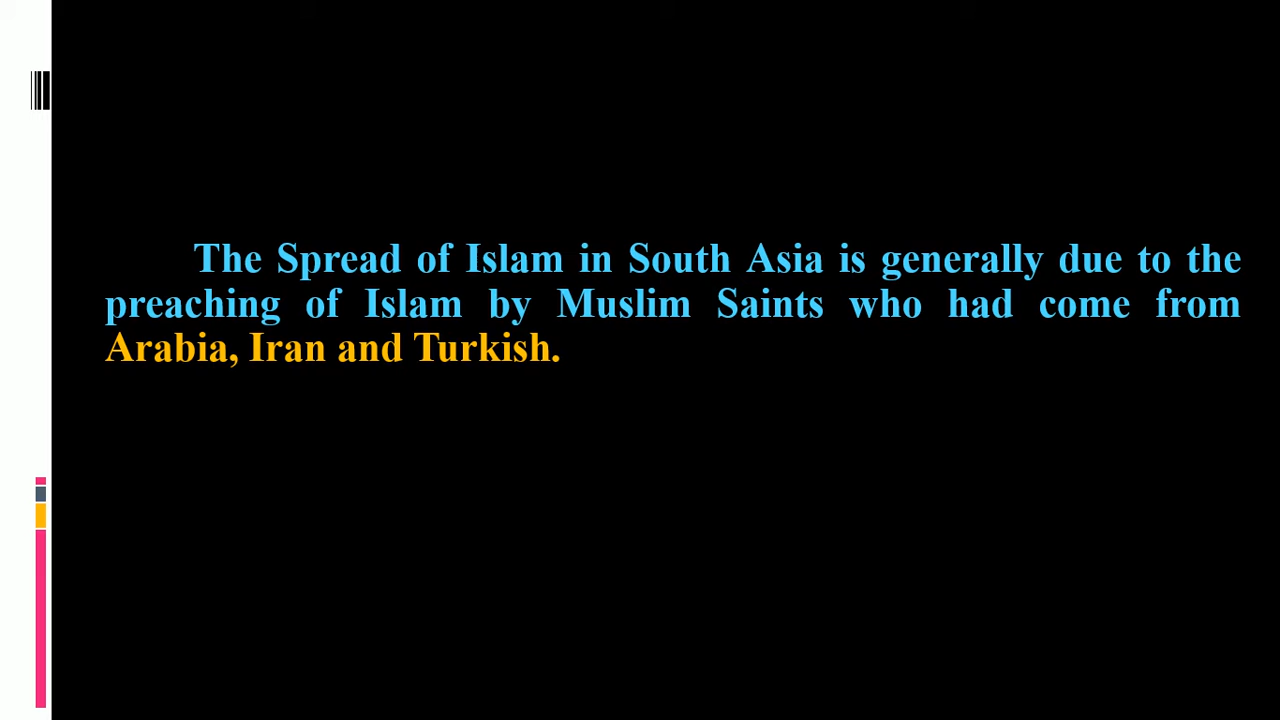 The Spread of Islam in South Asia is generally due to the
preaching of Islam by Muslim Saints who had come from
Arabia, Iran and Turkish.